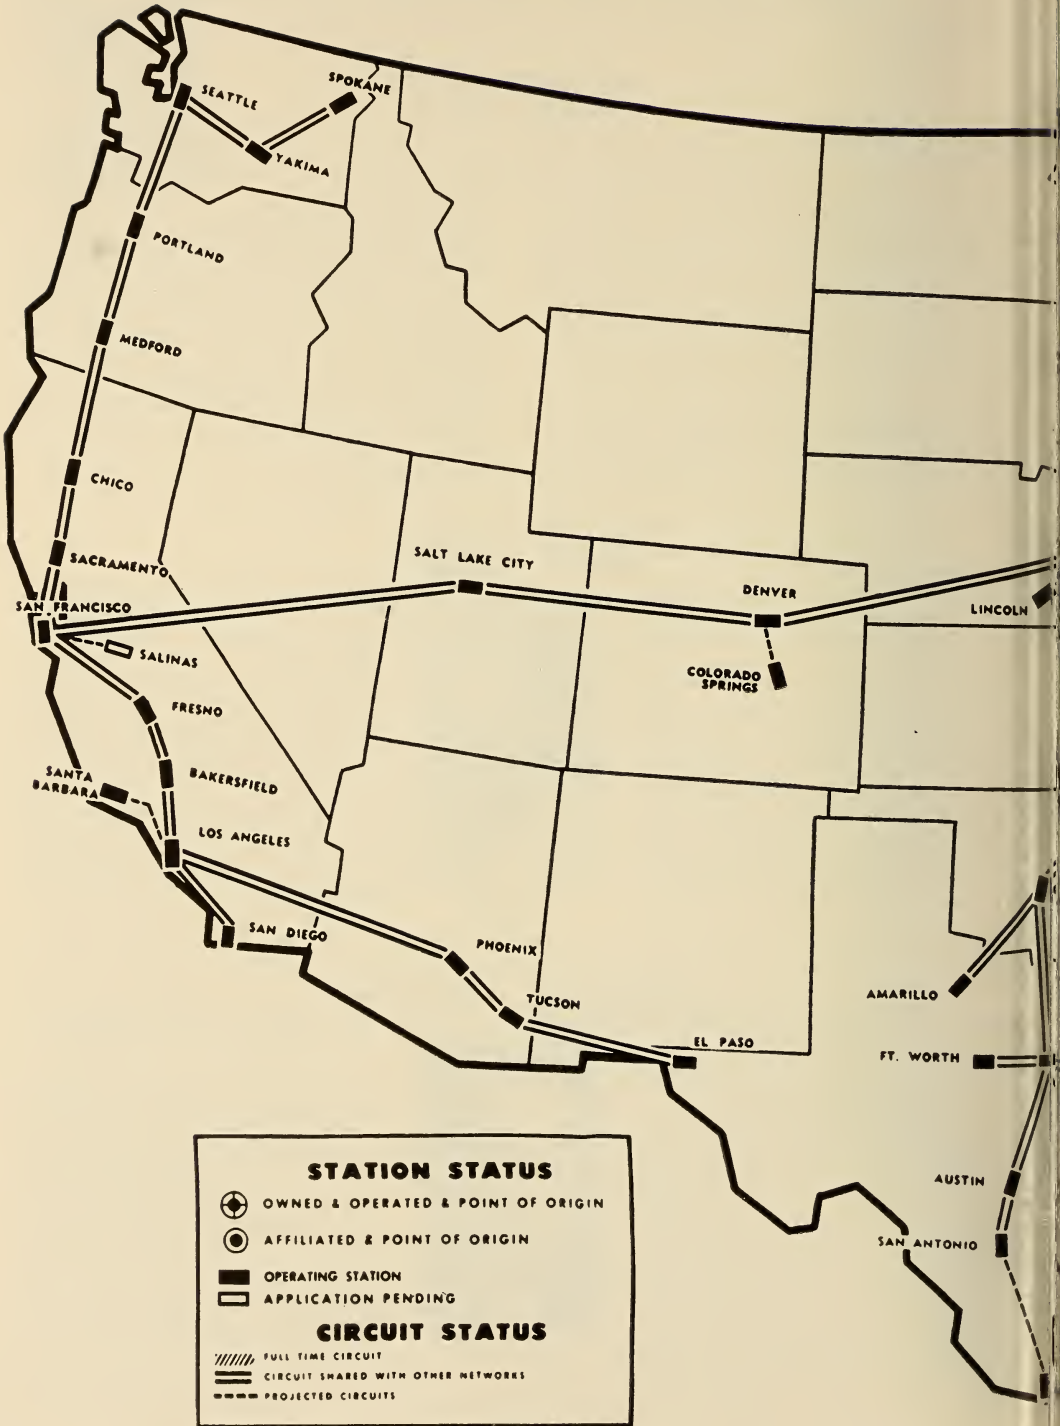 SPOKANE
SEATTLE
YAKIMA
PORTLAND
MEDFORD
CHICO
SACRAMENTO
SALT LAKE CITY
DENVER
SAN FRANCISCO
LINCOLN
SALINAS
COLORADO
SPRINGS
FRESNO
SANTA
BARBARA
BAKERSFIELD
LOS ANGELES
SAN DIEGO
PHOENIX
AMARILLO
TUCSON
EL PASO
FT. WORTH
AUSTIN
SAN ANTONIO
STATION STATUS
OWNED & OPERATED & POINT OF ORIGIN
AFFILIATED & POINT OF ORIGIN
OPERATING STATION
APPLICATION PENDING
CIRCUIT STATUS
FULL TIME CIRCUIT
CIRCUIT SHARED WITH OTHER NETWORKS
PROJECTED CIRCUITS